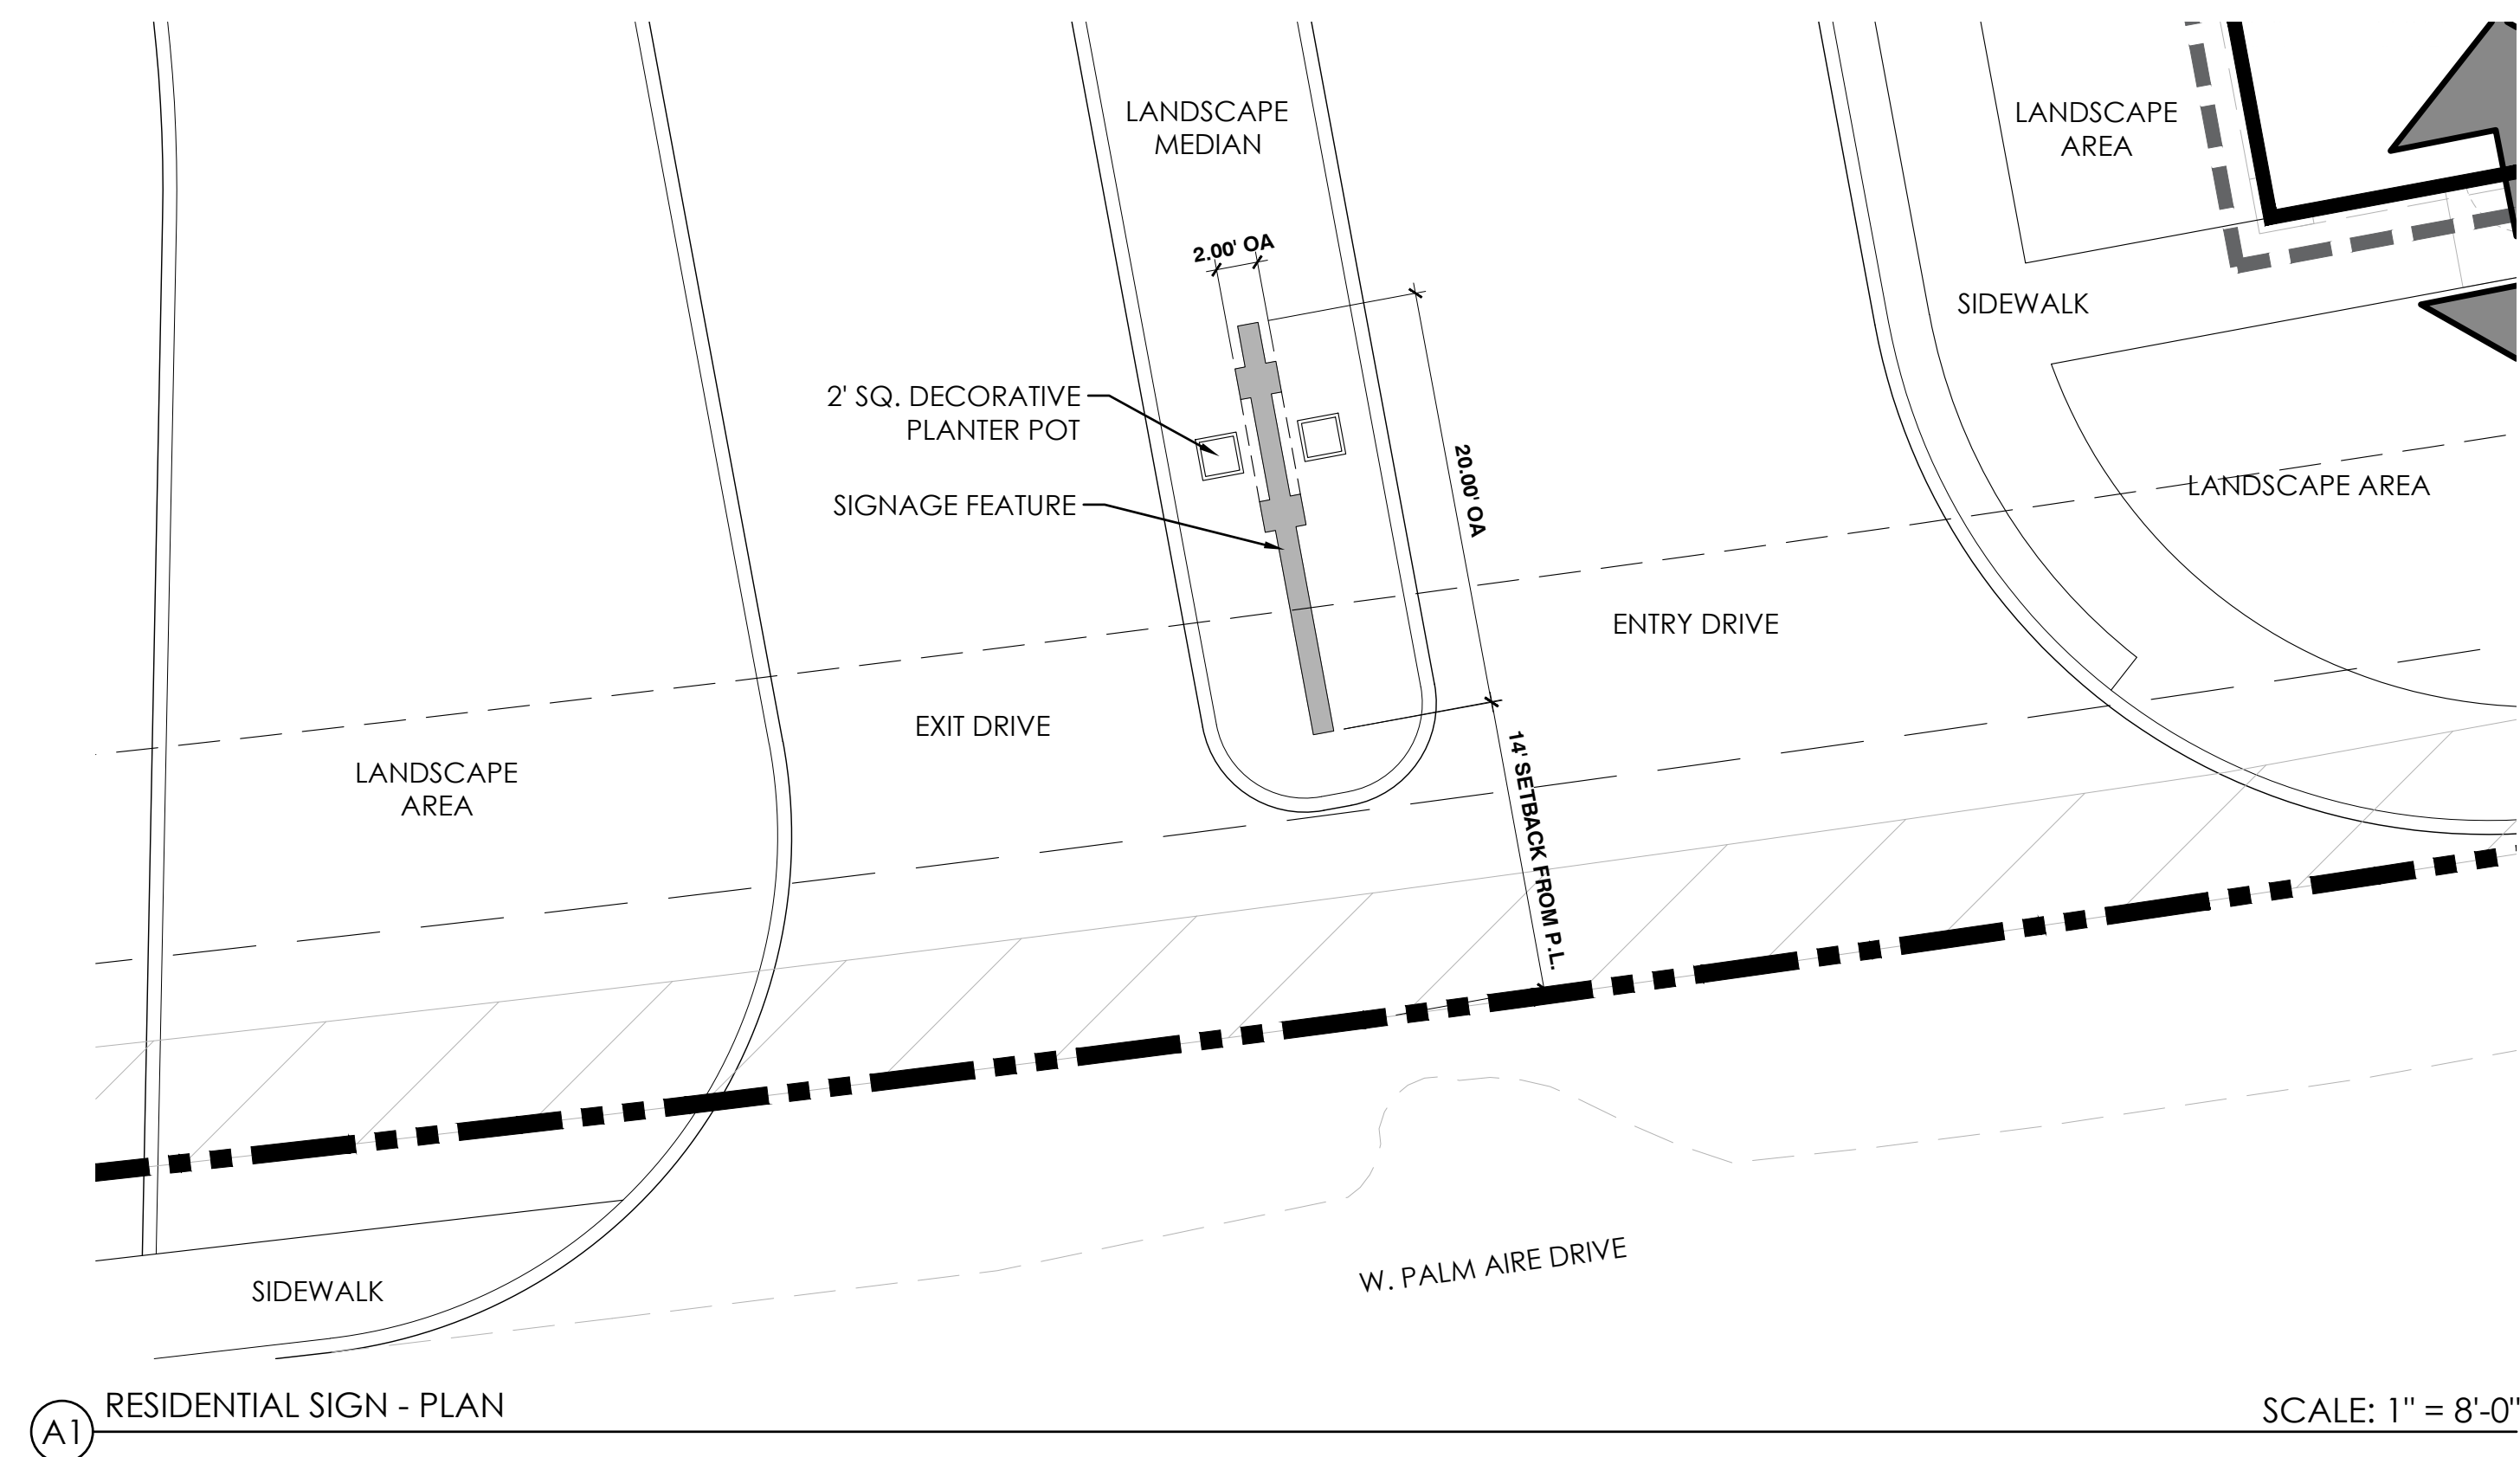 LANDSCAPE
MEDIAN
LANDSCAPE
AREA
2.00' OA
SIDEWALK
2' SQ. DECORATIVE
PLANTER POT
20.00' OA
LANDSCAPE AREA
SIGNAGE FEATURE
ENTRY DRIVE
EXIT DRIVE
14' SETBACK FROM P.L.
LANDSCAPE
AREA
W. PALM AIRE DRIVE
SIDEWALK
A1
RESIDENTIAL SIGN - PLAN
SCALE: 1" = 8'-0"